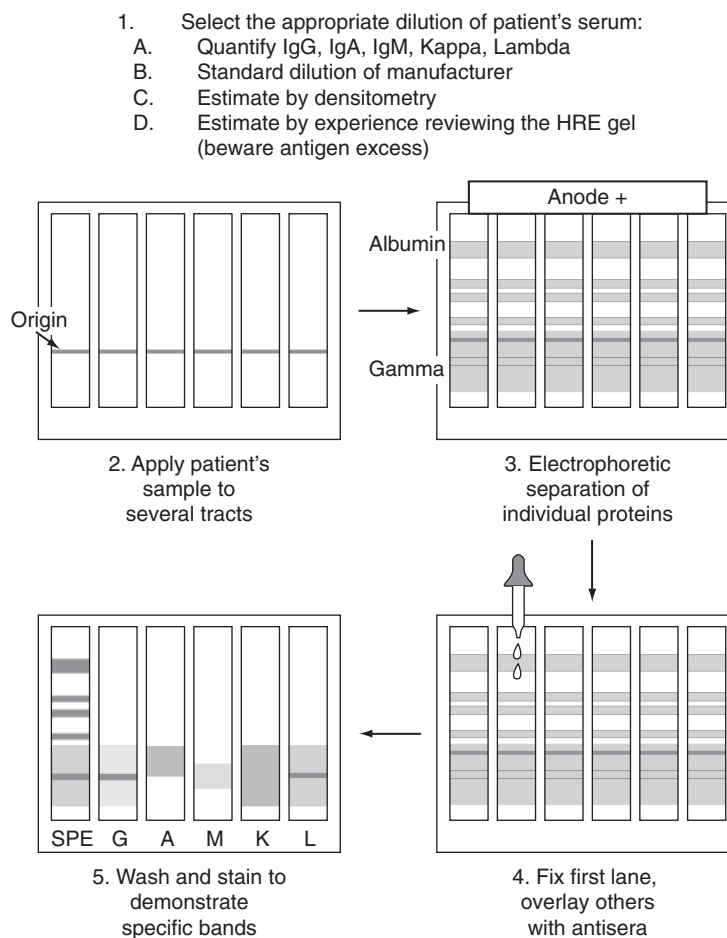 1. Select the appropriate dilution of patient’s serum:
A. Quantify IgG, IgA, IgM, Kappa, Lambda
B. Standard dilution of manufacturer
C. Estimate by densitometry
D. Estimate by experience reviewing the HRE gel
(beware antigen excess)
Anode +
Albumin
Origin
Gamma
2. Apply patient’s
sample to
several tracts
3. Electrophoretic
separation of
individual proteins
SPE G A M K L
5. Wash and stain to
demonstrate
specific bands
4. Fix first lane,
overlay others
with antisera